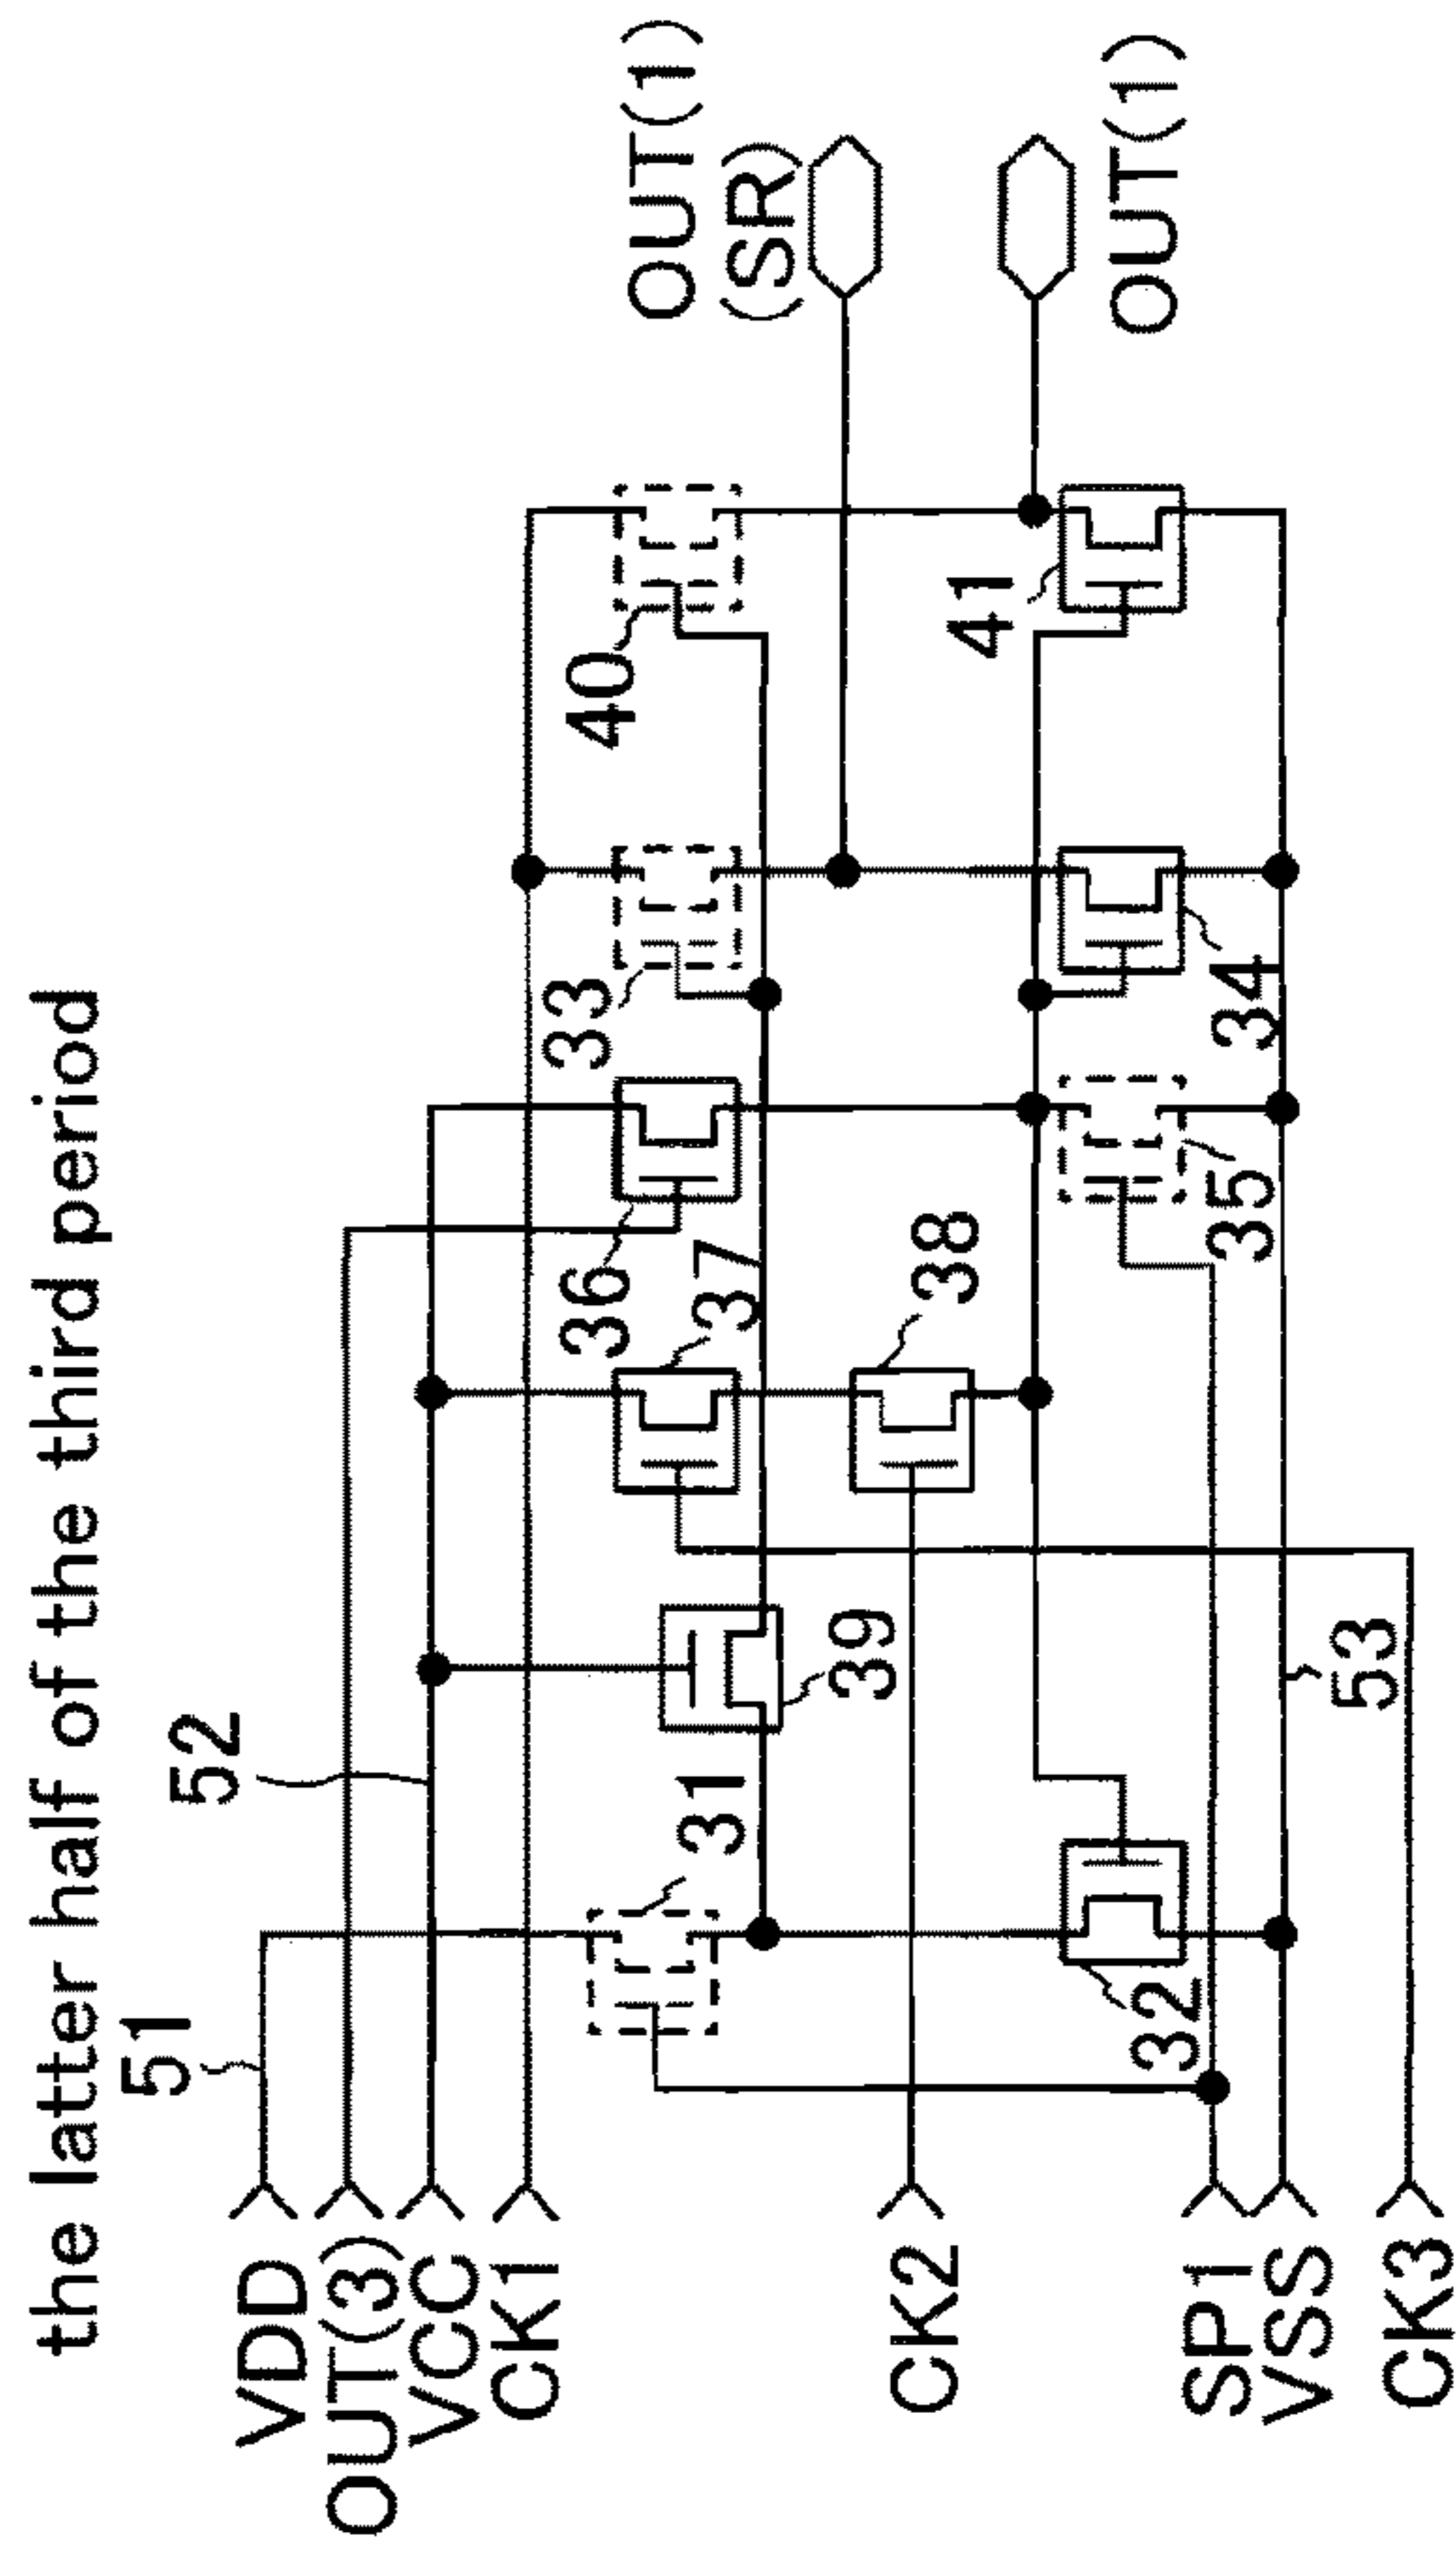 the latter half of the third period
51
52
VDD
OUT(3)
VCC
CK1
CK2
SP1
VSS
CK3
31
32
39
53
37
38
36
35
33
34
40
41
OUT(1)
(SR)
OUT(1)